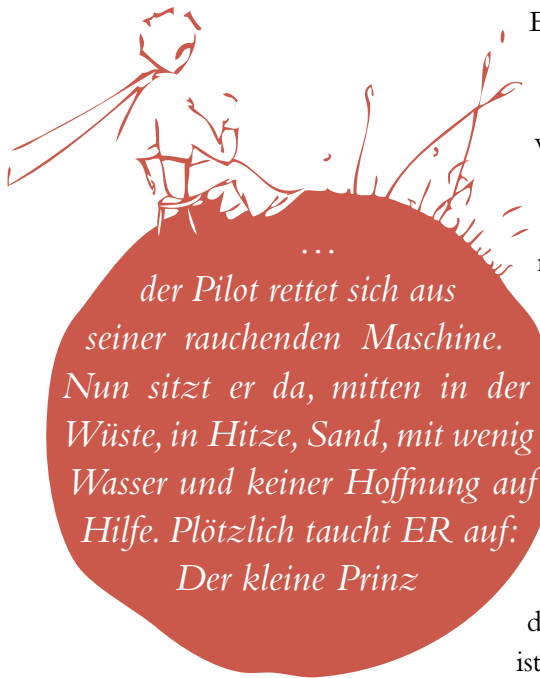 …
der Pilot rettet sich aus
seiner rauchenden Maschine.
Nun sitzt er da, mitten in der
Wüste, in Hitze, Sand, mit wenig
Wasser und keiner Hoffnung auf
Hilfe. Plötzlich taucht ER auf:
Der kleine Prinz
ist